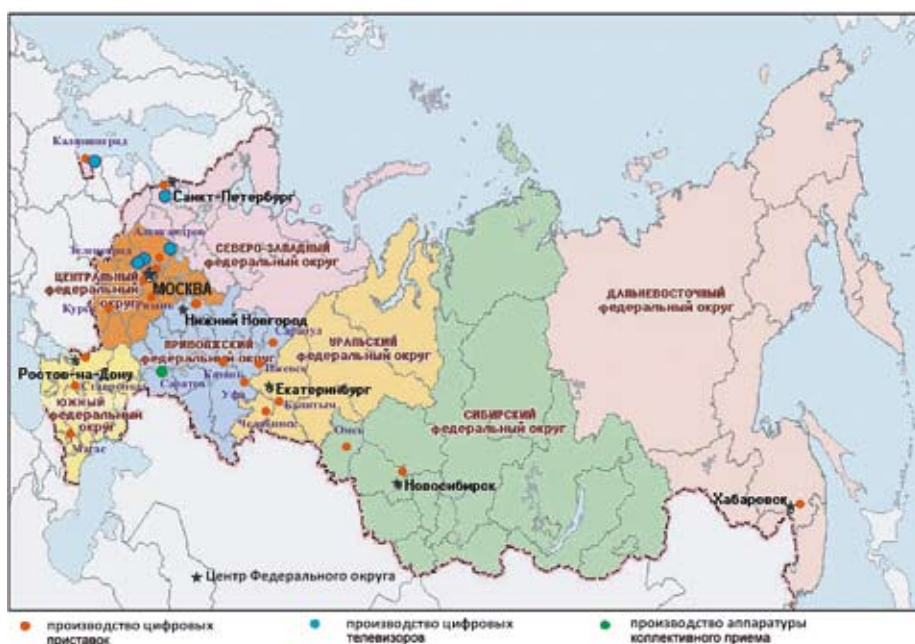 Калининград
Санкт-Петербург
Александров
Зеленоград
СЕВЕРО-ЗАПАДНЫЙ
федеральный округ
ЦЕНТРАЛЬНЫЙ
федеральный
округ
МОСКВА
Рязань
Курск
Нижний Новгород
ДАЛЬНЕВОСТОЧНЫЙ
федеральный округ
Сарапул
УРАЛЬСКИЙ
федеральный округ
ПРИВОЛЖСКИЙ
федеральный округ
Ижевск
Ростов-на-Дону
Казань
Ставрополь
Саратов
Екатеринбург
Уфа
ЮЖНЫЙ
федеральный
округ
Челябинск
Омск
СИБИРСКИЙ
федеральный округ
Магас
Новосибирск
Хабаровск
Центр Федерального округа
производство цифровых
приставок
производство цифровых
телевизоров
производство аппаратуры
коллективного приема